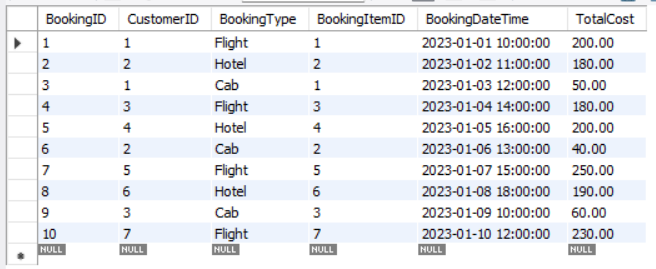 BookingID CustomerID BookingType BookingItemID BookingDateTime TotalCost
1 1 Flight 1 2023-01-01 10:00:00 200.00
2 2 Hotel 2 2023-01-02 11:00:00 180.00
3 1 Cab 1 2023-01-03 12:00:00 50.00
4 3 Flight 3 2023-01-04 14:00:00 180.00
5 4 Hotel 4 2023-01-05 16:00:00 200.00
6 2 Cab 2 2023-01-06 13:00:00 40.00
7 5 Flight 5 2023-01-07 15:00:00 250.00
8 6 Hotel 6 2023-01-08 18:00:00 190.00
9 3 Cab 3 2023-01-09 10:00:00 60.00
10 7 Flight 7 2023-01-10 12:00:00 230.00
NULL NULL NULL NULL NULL NULL